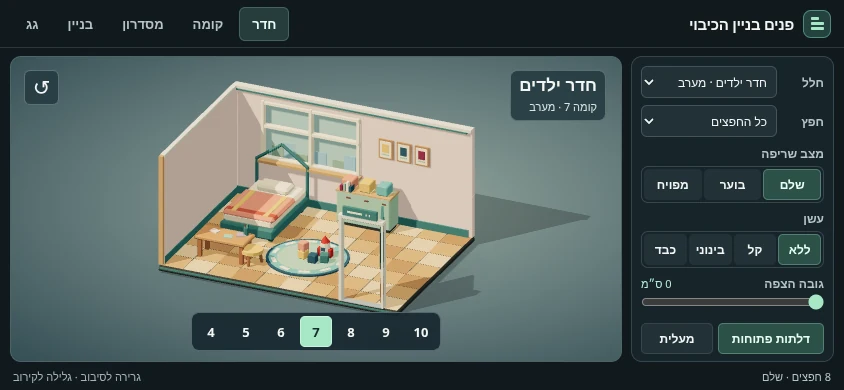 פנים בניין הכיבוי
חדר
קומה
מסדרון
בניין
גג
חלל
חדר ילדים · מערב
חפץ
כל החפצים
מצב שריפה
שלם
בוער
מפויח
עשן
ללא
קל
בינוני
כבד
גובה הצפה
0 ס״מ
דלתות פתוחות
מעלית
חדר ילדים
קומה 7 · מערב
↺
4 5 6 7 8 9 10
8 חפצים · שלם
גרירה לסיבוב · גלילה לקירוב